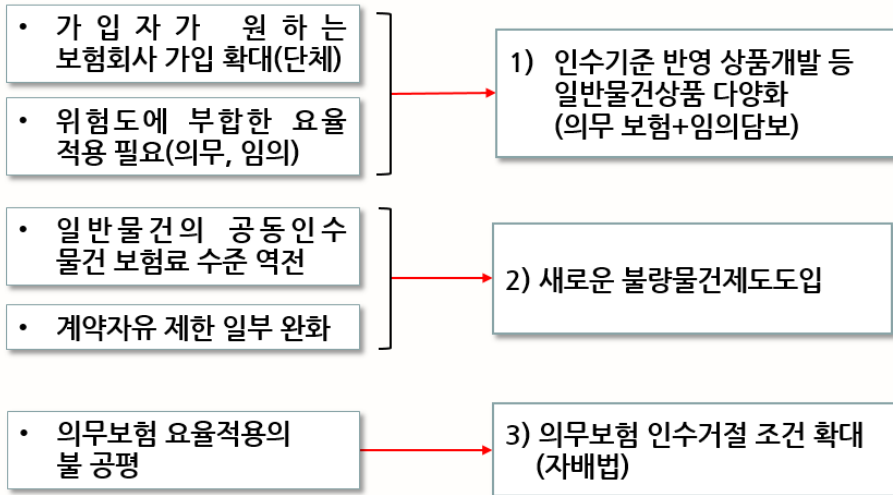 • 가 입 자 가 원 하 는
보험회사 가입 확대(단체)
• 위험도에 부합한 요율
적용 필요(의무, 임의)
1) 인수기준 반영 상품개발 등
일반물건상품 다양화
(의무 보험+임의담보)
• 일반물건의 공동인수
물건 보험료 수준 역전
• 계약자유 제한 일부 완화
2) 새로운 불량물건제도도입
• 의무보험 요율적용의
불 공평
3) 의무보험 인수거절 조건 확대
(자배법)